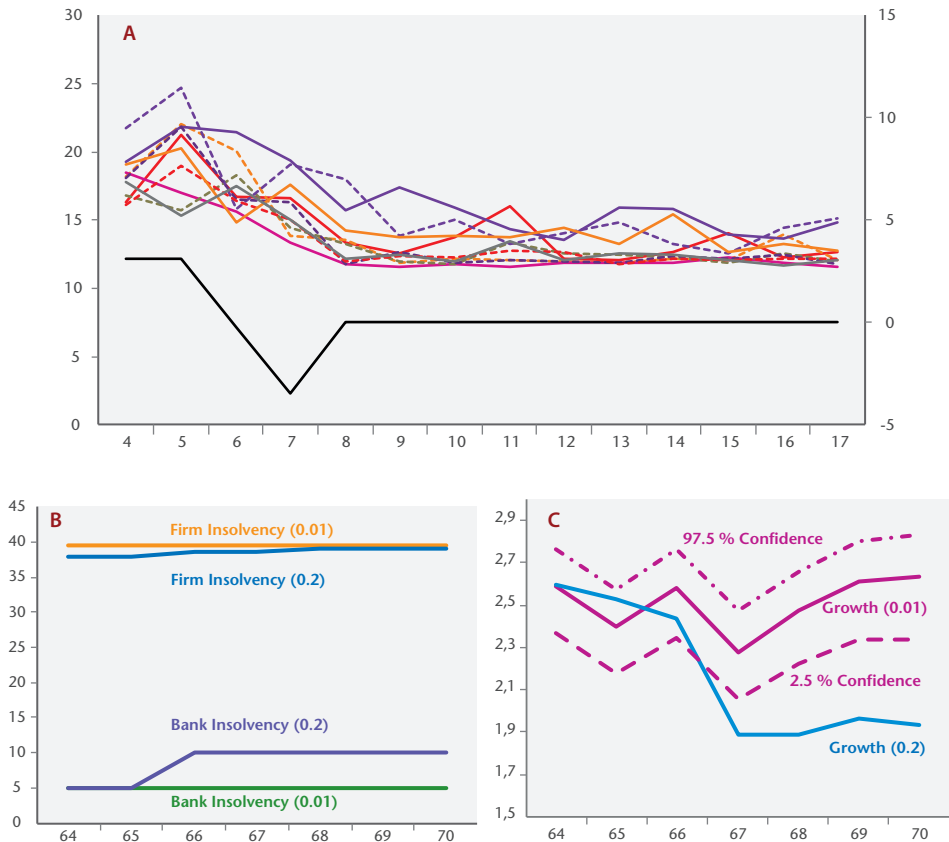 A
30
25
20
15
10
5
0
15
10
5
0
-5
4 5 6 7 8 9 10 11 12 13 14 15 16 17
B
45
40
35
30
25
20
15
10
5
0
Firm Insolvency (0.01)
Firm Insolvency (0.2)
Bank Insolvency (0.2)
Bank Insolvency (0.01)
64 65 66 67 68 69 70
C
2,9
2,7
2,5
2,3
2,1
1,9
1,7
1,5
97.5 % Confidence
Growth (0.01)
2.5 % Confidence
Growth (0.2)
64 65 66 67 68 69 70